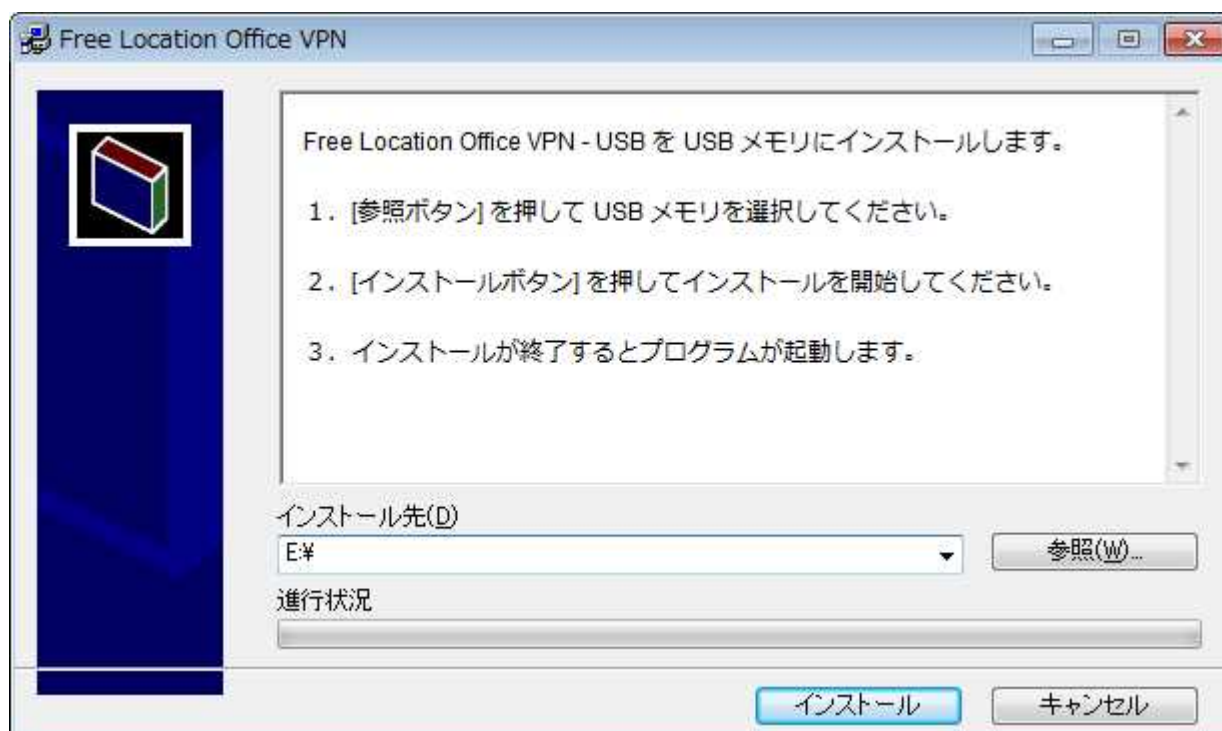 Free Location Office VPN
Free Location Office VPN - USB を USB メモリにインストールします。
１．[参照ボタン] を押して USB メモリを選択してください。
２．[インストールボタン] を押してインストールを開始してください。
３．インストールが終了するとプログラムが起動します。
インストール先(D)
E:¥
参照(W)...
進行状況
インストール
キャンセル